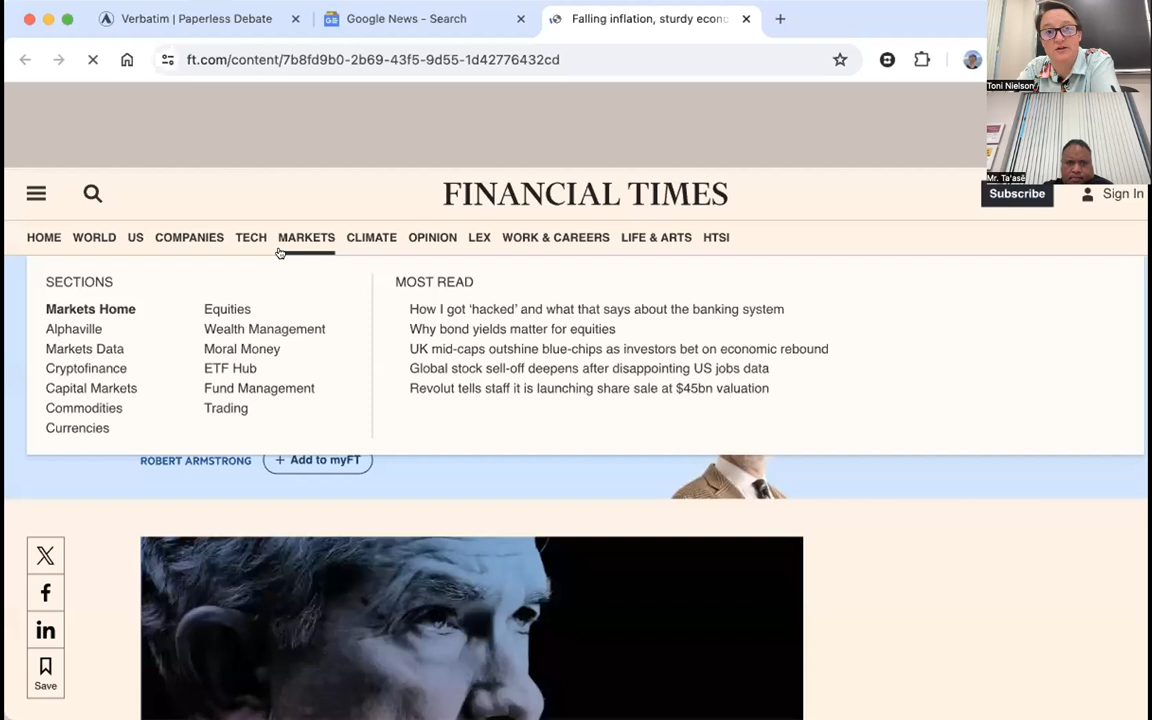 Verbatim | Paperless Debate
Google News - Search
Falling inflation, sturdy econ
ft.com/content/7b8fd9b0-2b69-43f5-9d55-1d42776432cd
Toni Nielson
Mr. Ta'ase
FINANCIAL TIMES
Subscribe
Sign In
HOME WORLD US COMPANIES TECH MARKETS CLIMATE OPINION LEX WORK & CAREERS LIFE & ARTS HTSI
SECTIONS
Markets Home
Alphaville
Markets Data
Cryptofinance
Capital Markets
Commodities
Currencies
Equities
Wealth Management
Moral Money
ETF Hub
Fund Management
Trading
MOST READ
How I got ‘hacked’ and what that says about the banking system
Why bond yields matter for equities
UK mid-caps outshine blue-chips as investors bet on economic rebound
Global stock sell-off deepens after disappointing US jobs data
Revolut tells staff it is launching share sale at $45bn valuation
ROBERT ARMSTRONG
+ Add to myFT
X
f
in
Save